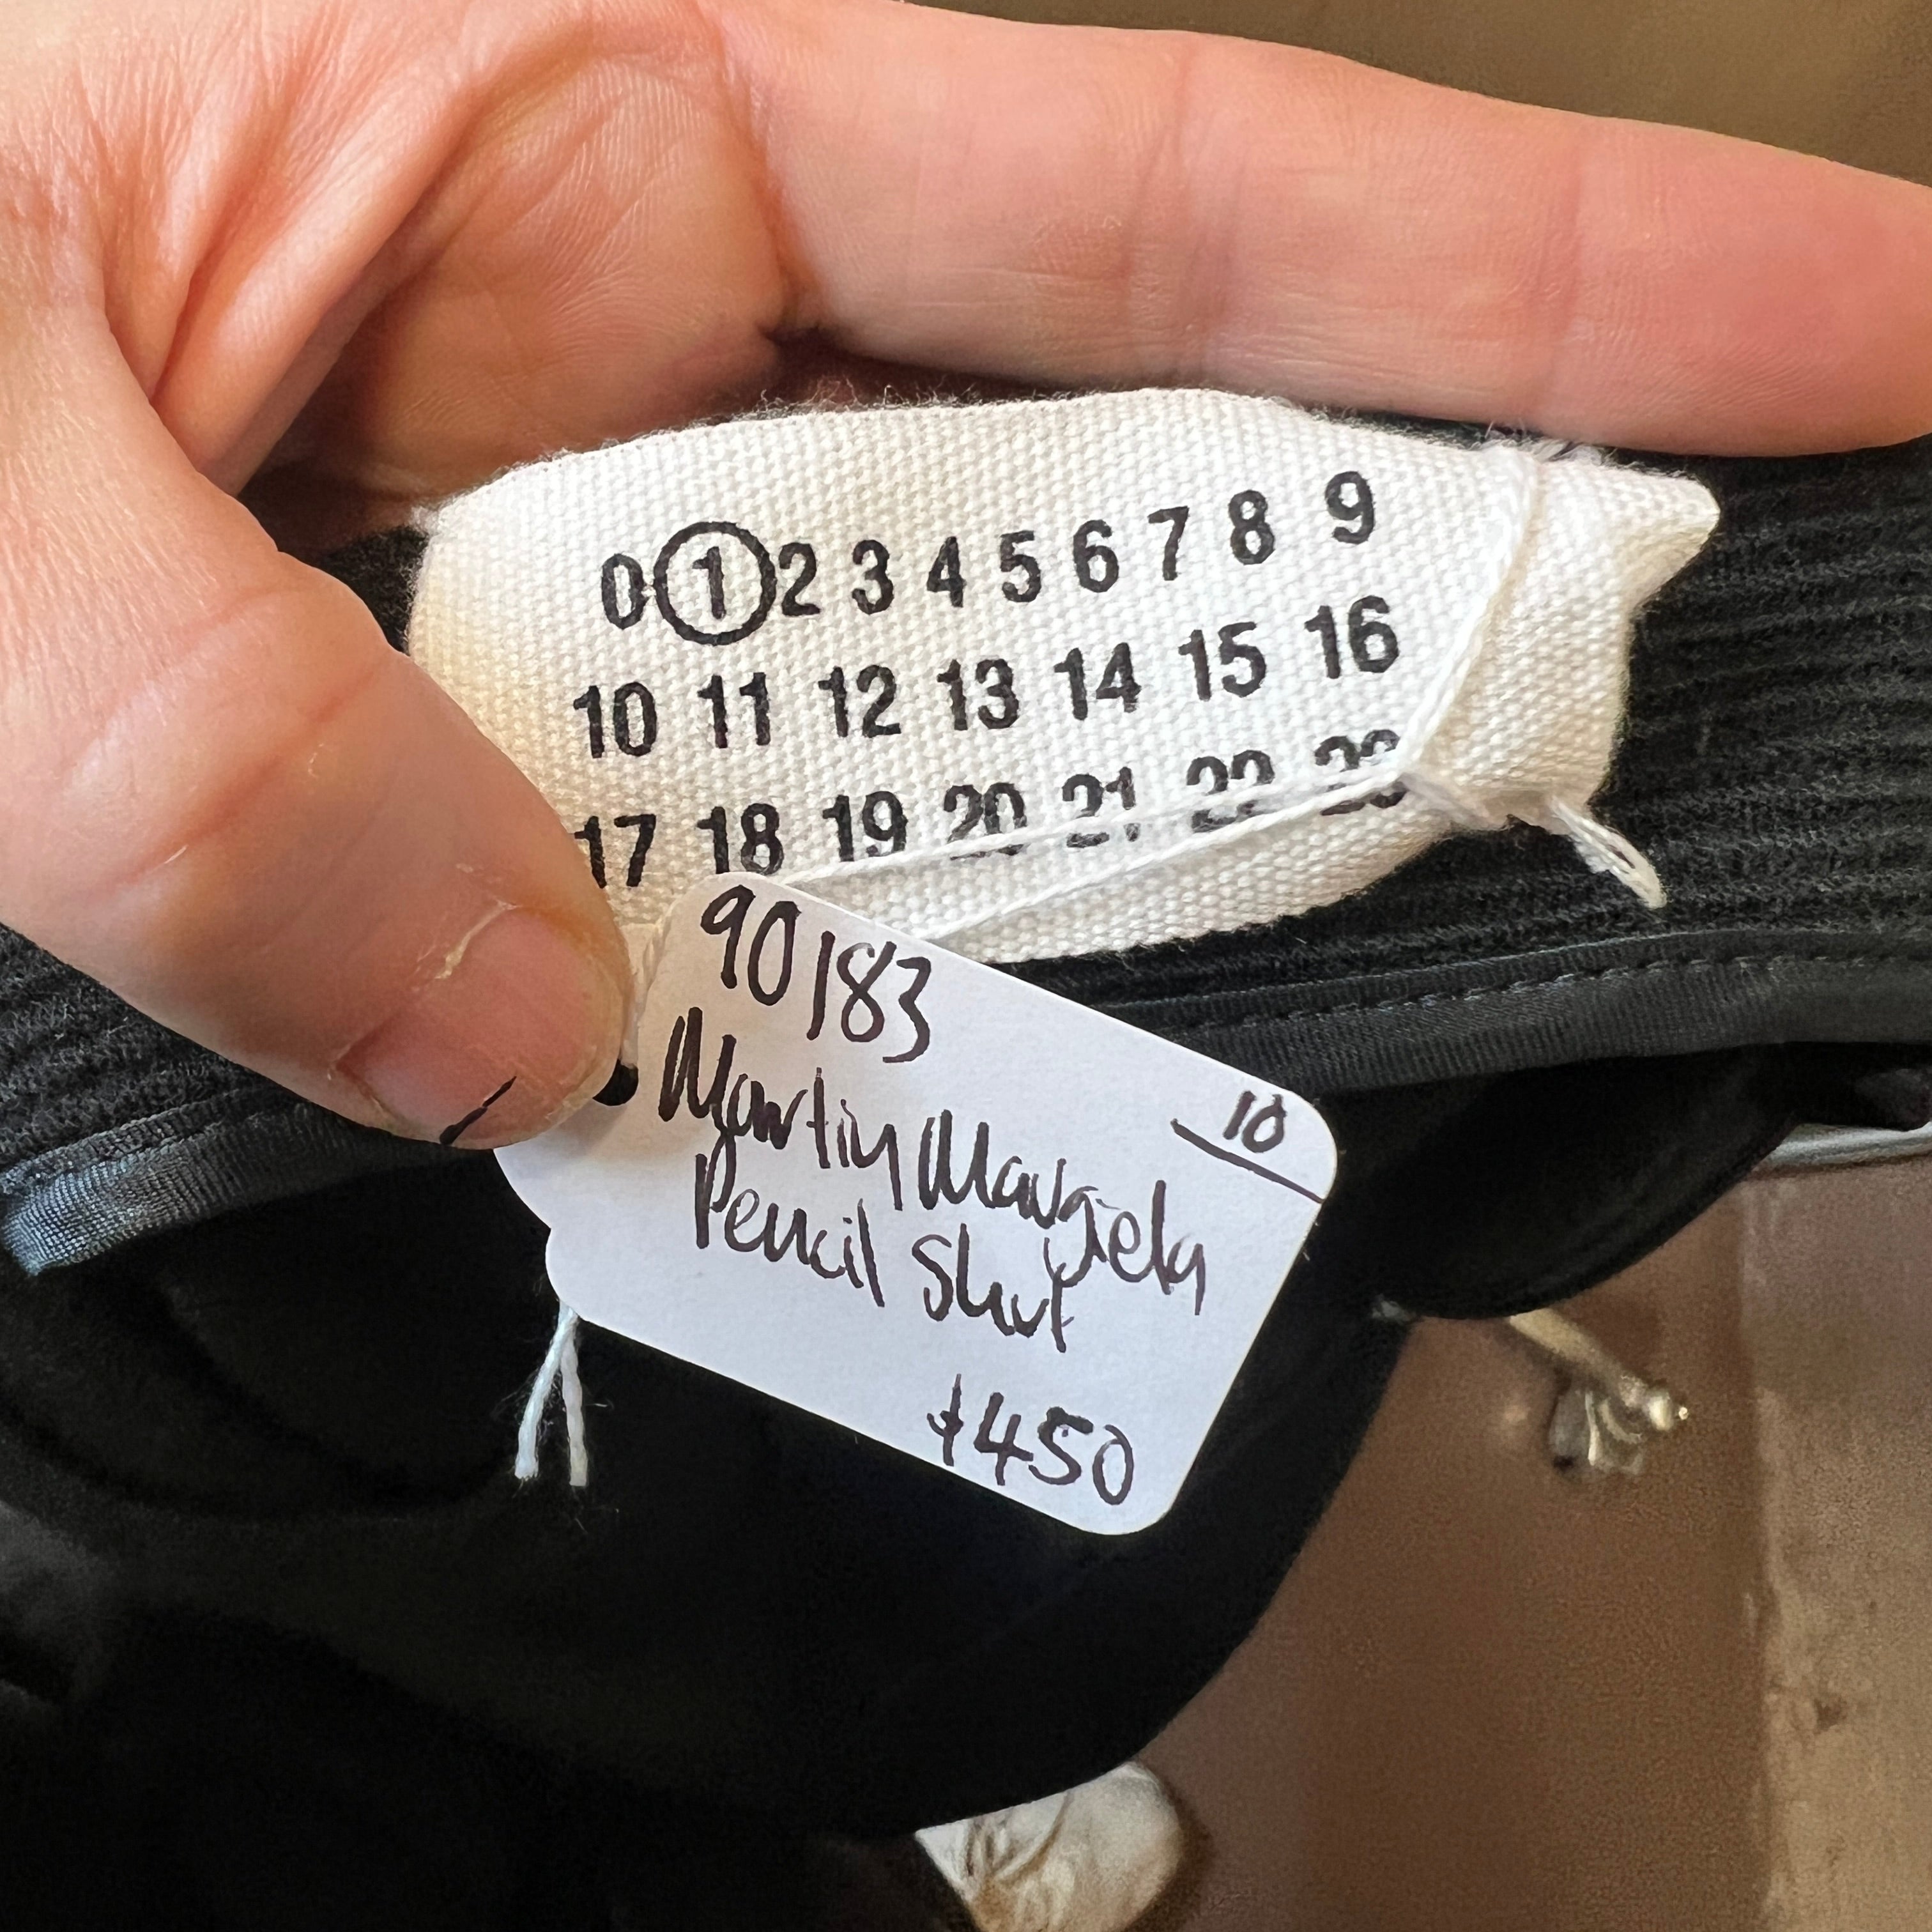 0 1 2 3 4 5 6 7 8 9
10 11 12 13 14 15 16
17 18 19 20 21 22 23
90183
10
Martin Margiela
Pencil Skirt
£450